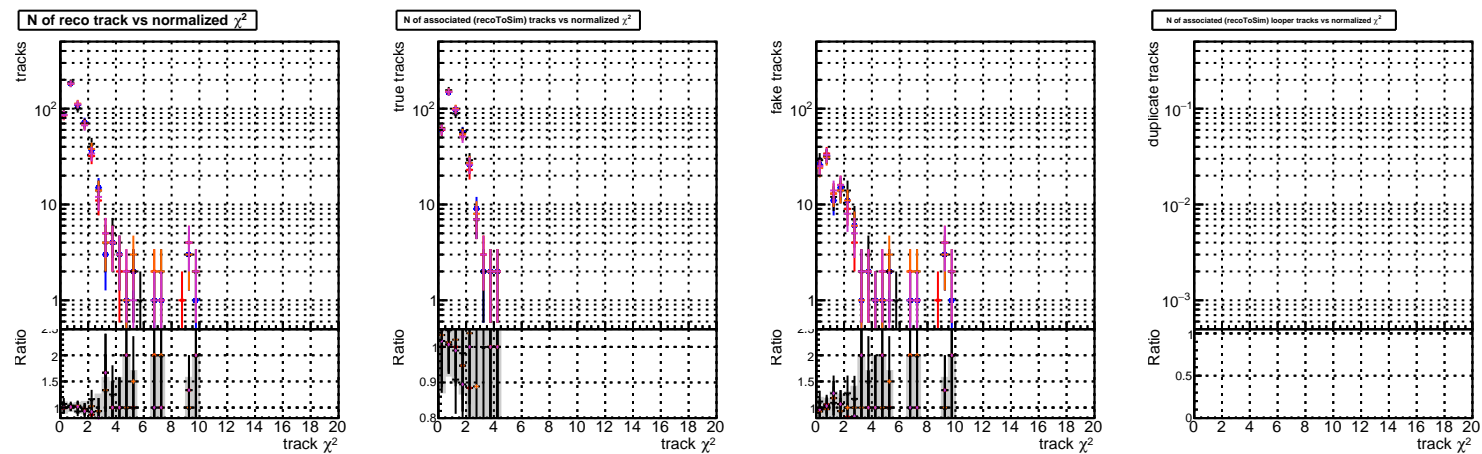 N of reco track vs normalized χ²
tracks
10²
10
1
Ratio
2.5
2
1.5
1
0 2 4 6 8 10 12 14 16 18 20
track χ²
N of associated (recoToSim) tracks vs normalized χ²
true tracks
10²
10
1
Ratio
1
0.9
0.8
0 2 4 6 8 10 12 14 16 18 20
track χ²
fake tracks
10²
10
1
Ratio
2.5
2
1.5
1
0 2 4 6 8 10 12 14 16 18 20
track χ²
N of associated (recoToSim) looper tracks vs normalized χ²
duplicate tracks
10⁻¹
10⁻²
10⁻³
Ratio
1
0.5
0
0 2 4 6 8 10 12 14 16 18 20
track χ²